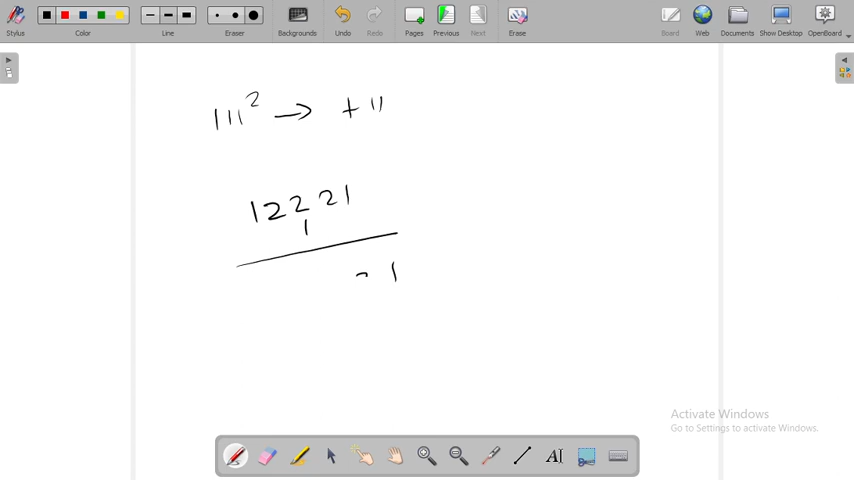 Stylus Color Line Eraser Backgrounds Undo Redo Pages Previous Next Erase Board Web Documents Show Desktop OpenBoard
111² → + 11
12221
1
1
Activate Windows
Go to Settings to activate Windows.